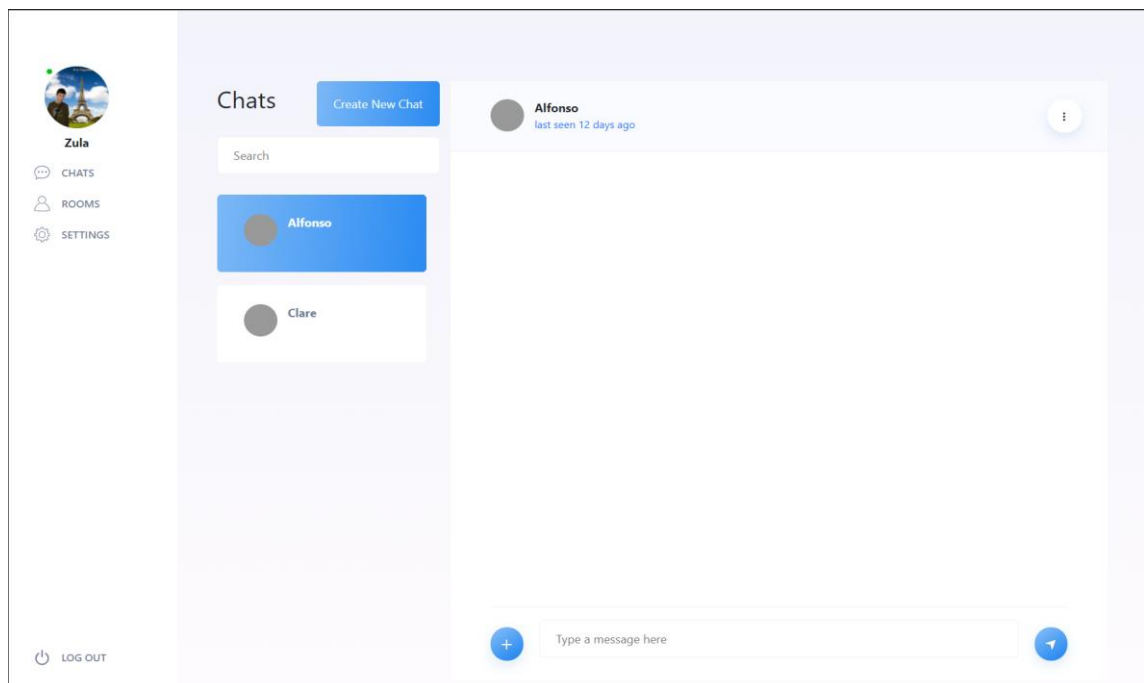 Zula
CHATS
ROOMS
SETTINGS
LOG OUT
Chats
Create New Chat
Search
Alfonso
Clare
Alfonso
last seen 12 days ago
Type a message here